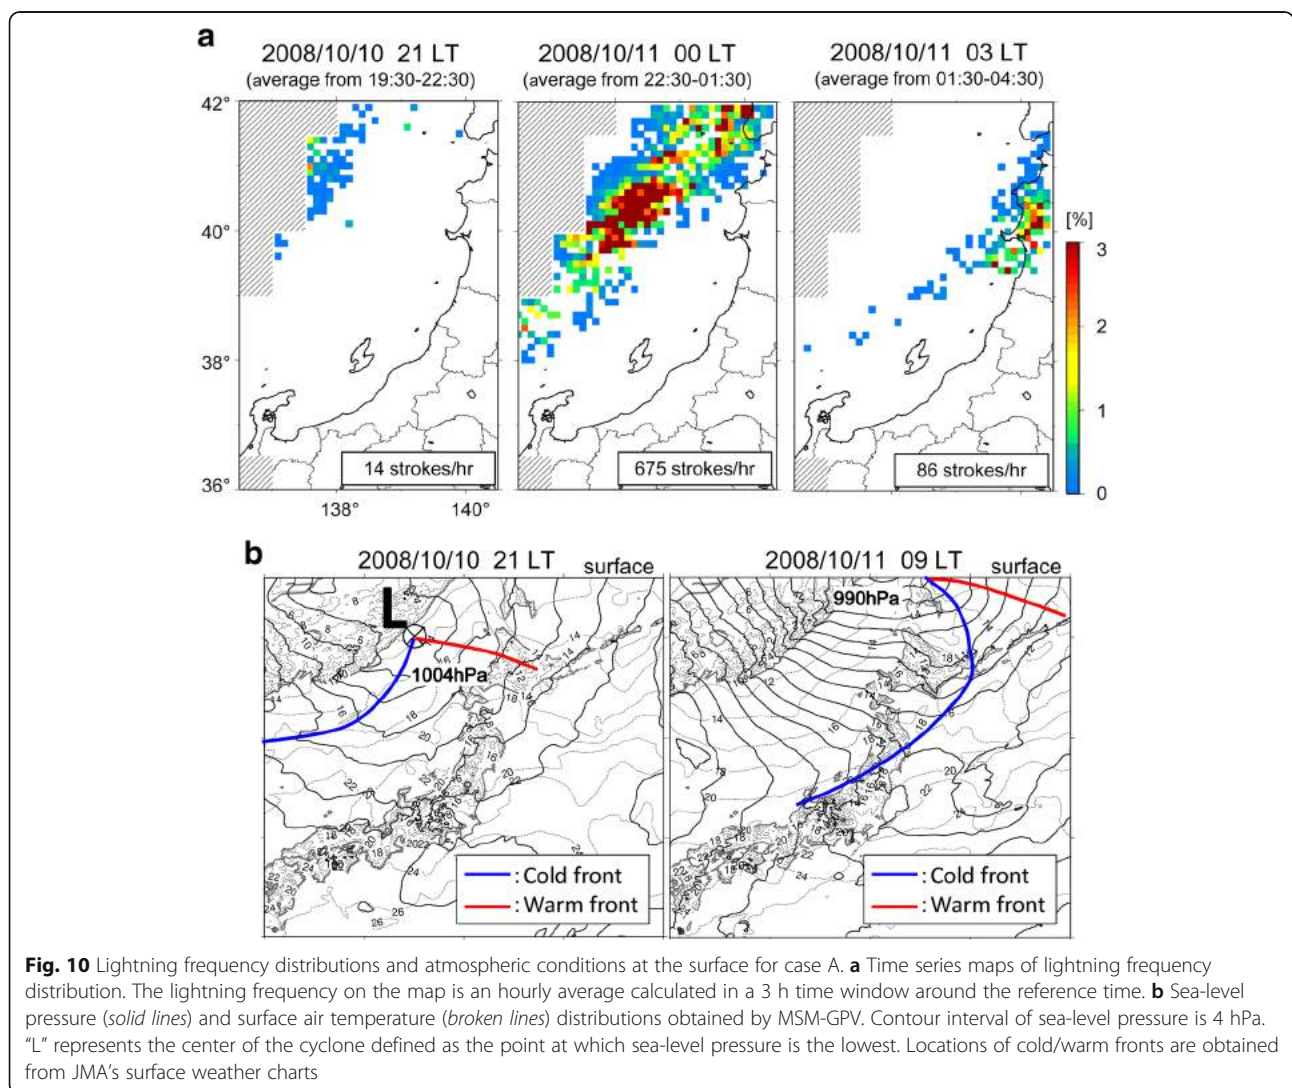 a
2008/10/10 21 LT
(average from 19:30-22:30)
2008/10/11 00 LT
(average from 22:30-01:30)
2008/10/11 03 LT
(average from 01:30-04:30)
42°
40°
38°
36°
138°
140°
14 strokes/hr
675 strokes/hr
86 strokes/hr
[%]
3
2
1
0
b
2008/10/10 21 LT
surface
L
1004hPa
: Cold front
: Warm front
2008/10/11 09 LT
surface
990hPa
: Cold front
: Warm front
Fig. 10 Lightning frequency distributions and atmospheric conditions at the surface for case A. a Time series maps of lightning frequency
distribution. The lightning frequency on the map is an hourly average calculated in a 3 h time window around the reference time. b Sea-level
pressure (solid lines) and surface air temperature (broken lines) distributions obtained by MSM-GPV. Contour interval of sea-level pressure is 4 hPa.
“L” represents the center of the cyclone defined as the point at which sea-level pressure is the lowest. Locations of cold/warm fronts are obtained
from JMA’s surface weather charts